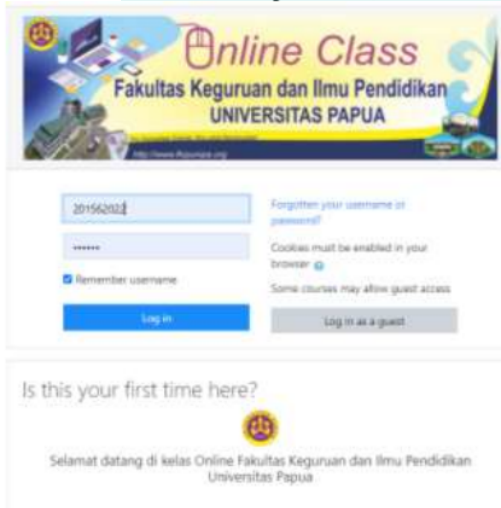 Online Class
Fakultas Keguruan dan Ilmu Pendidikan
UNIVERSITAS PAPUA
201562022
Forgotten your username or
password?
••••••
Cookies must be enabled in your
browser
Remember username
Some courses may allow guest access
Log in
Log in as a guest
Is this your first time here?
Selamat datang di kelas Online Fakultas Keguruan dan Ilmu Pendidikan
Universitas Papua